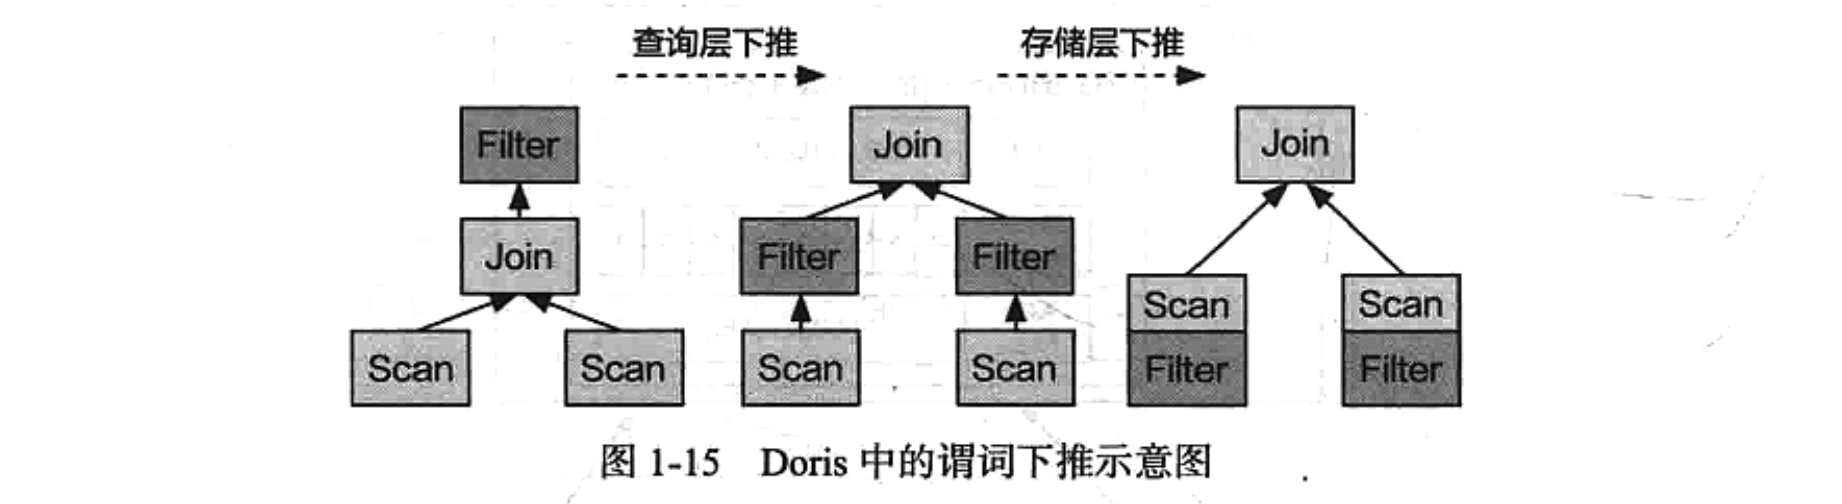 查询层下推 存储层下推
Filter Join Join
Join Filter Filter Scan Scan
Scan Scan Scan Scan Filter Filter
图 1-15 Doris 中的谓词下推示意图